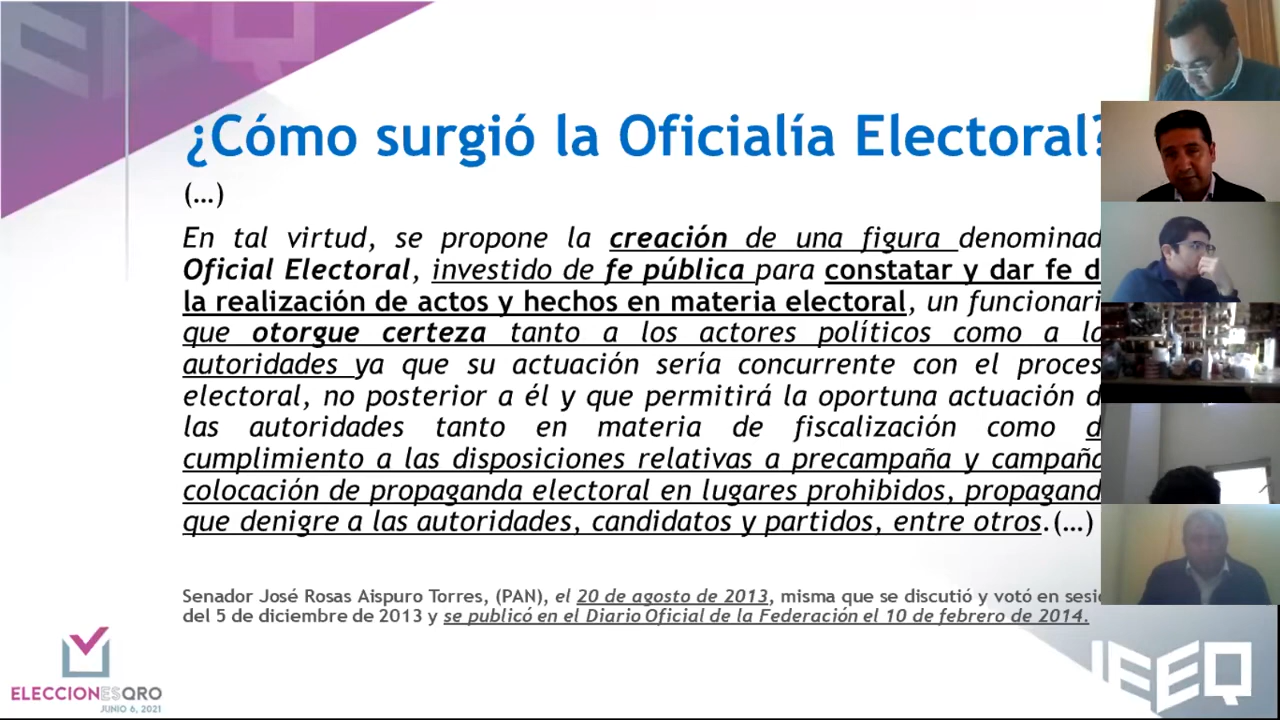 ¿Cómo surgió la Oficialía Electoral?
(...)
En tal virtud, se propone la creación de una figura denominad
Oficial Electoral, investido de fe pública para constatar y dar fe d
la realización de actos y hechos en materia electoral, un funcionari
que otorgue certeza tanto a los actores políticos como a lo
autoridades ya que su actuación sería concurrente con el proces
electoral, no posterior a él y que permitirá la oportuna actuación d
las autoridades tanto en materia de fiscalización como d
cumplimiento a las disposiciones relativas a precampaña y campaña
colocación de propaganda electoral en lugares prohibidos, propagand
que denigre a las autoridades, candidatos y partidos, entre otros.(...)
Senador José Rosas Aispuro Torres, (PAN), el 20 de agosto de 2013, misma que se discutió y votó en sesió
del 5 de diciembre de 2013 y se publicó en el Diario Oficial de la Federación el 10 de febrero de 2014.
ELECCIONESQRO
JUNIO 6, 2021
IEEQ